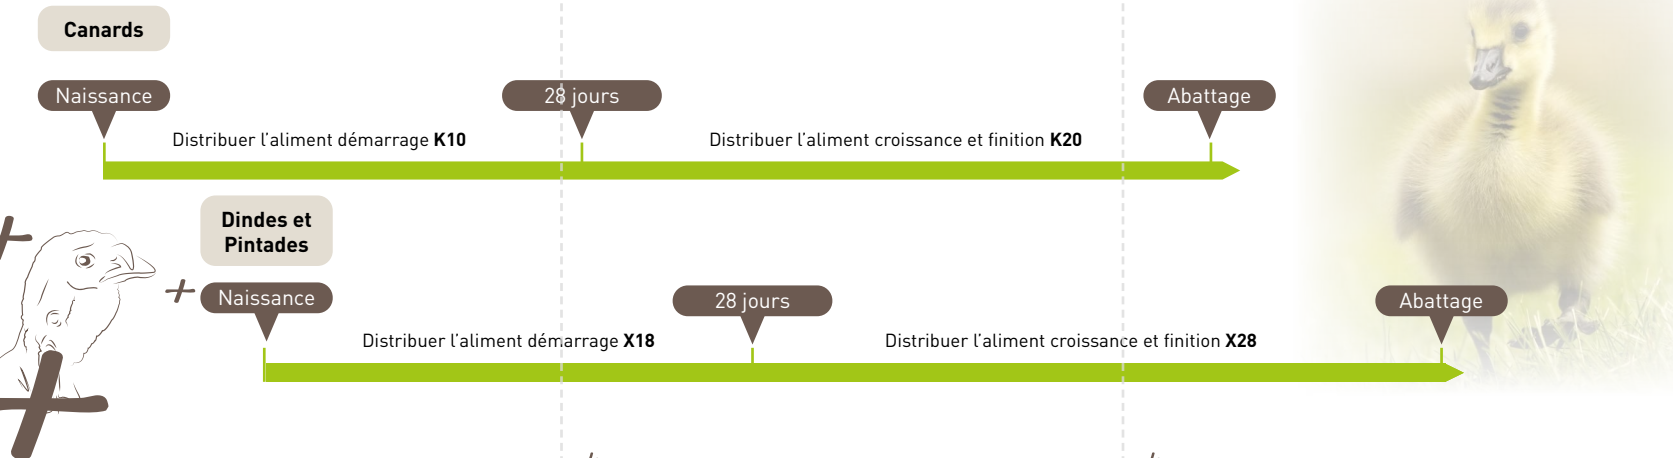 Canards
Naissance
28 jours
Abattage
Distribuer l'aliment démarrage K10
Distribuer l'aliment croissance et finition K20
Dindes et
Pintades
Naissance
28 jours
Abattage
Distribuer l'aliment démarrage X18
Distribuer l'aliment croissance et finition X28